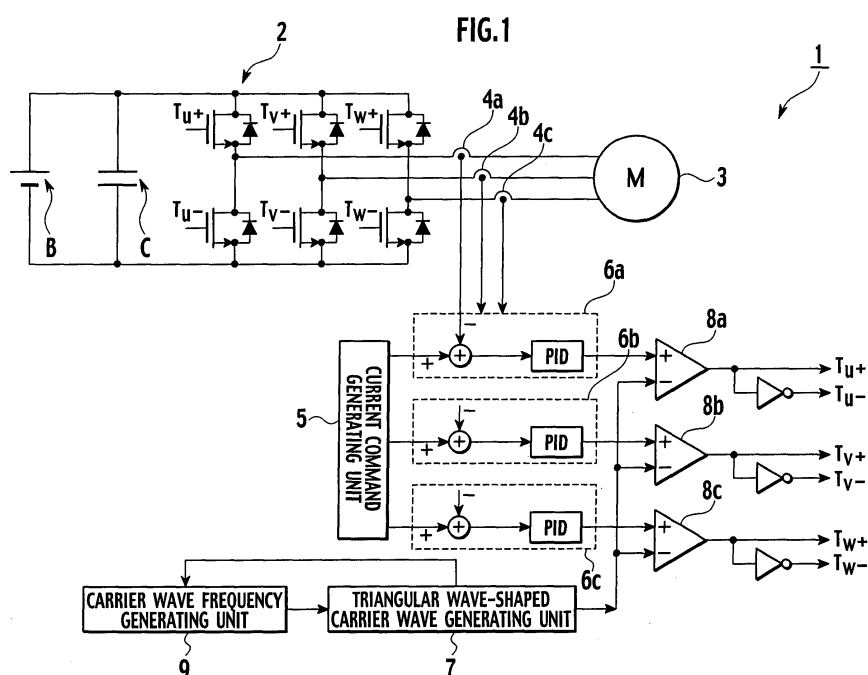 FIG.1
2
1
Tu+
Tv+
Tw+
4a
4b
4c
M
3
Tu−
Tv−
Tw−
B
C
6a
−
+
+
PID
6b
8a
+
−
Tu+
Tu−
5
CURRENT COMMAND
GENERATING UNIT
−
+
+
PID
8b
+
−
Tv+
Tv−
−
+
+
PID
6c
8c
+
−
Tw+
Tw−
CARRIER WAVE FREQUENCY
GENERATING UNIT
9
TRIANGULAR WAVE-SHAPED
CARRIER WAVE GENERATING UNIT
7